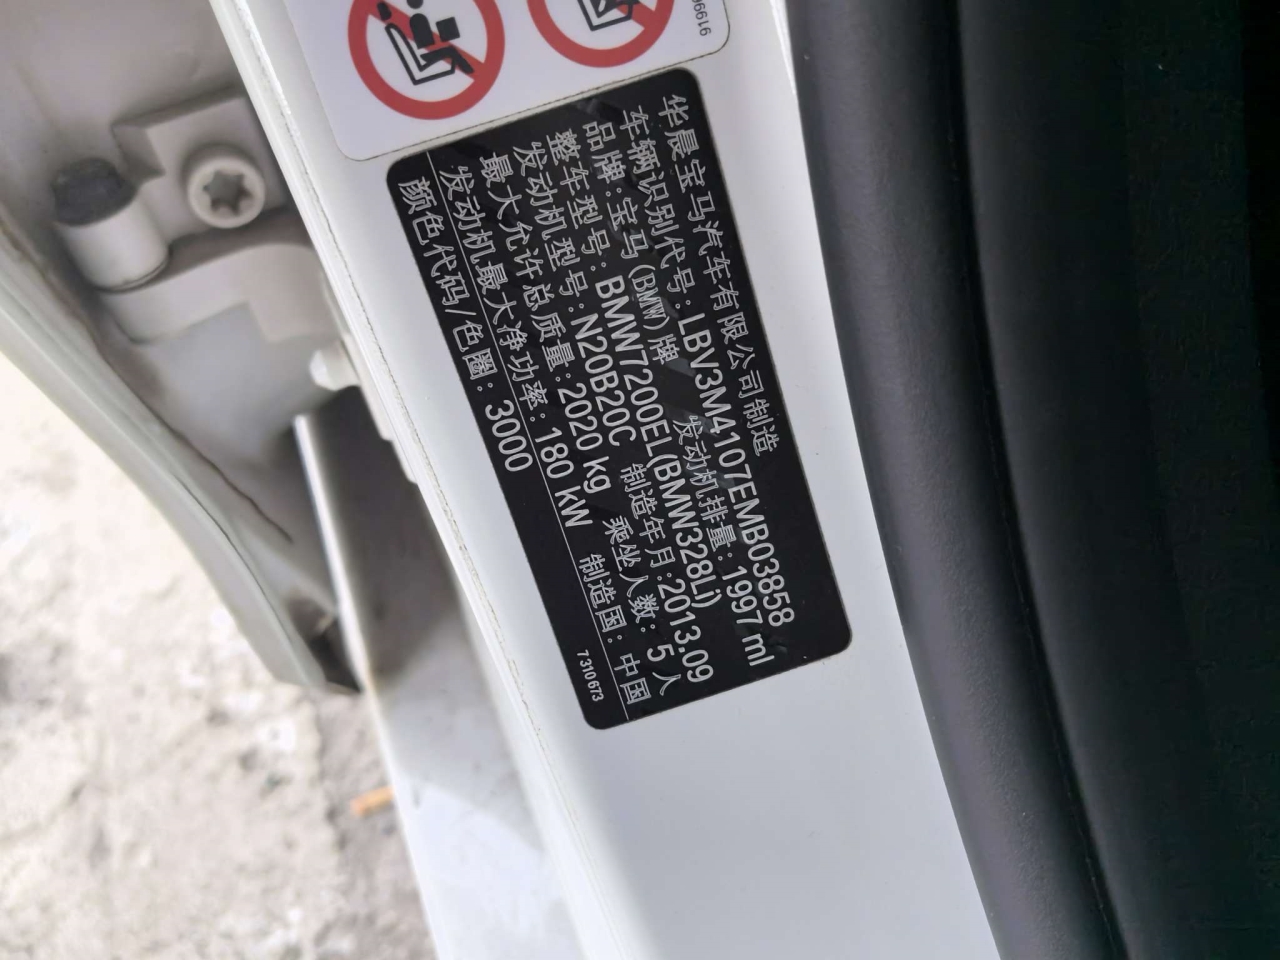 91996
华晨宝马汽车有限公司制造
车辆识别代号:LBV3M4107EMB03858
品牌:宝马(BMW)牌 发动机排量:1997 ml
整车型号:BMW7200EL(BMW328Li)
发动机型号:N20B20C 制造年月:2013.09
最大允许总质量:2020 kg 乘坐人数:5人
发动机最大净功率:180 kW 制造国:中国
颜色代码/色圈:3000 7310673